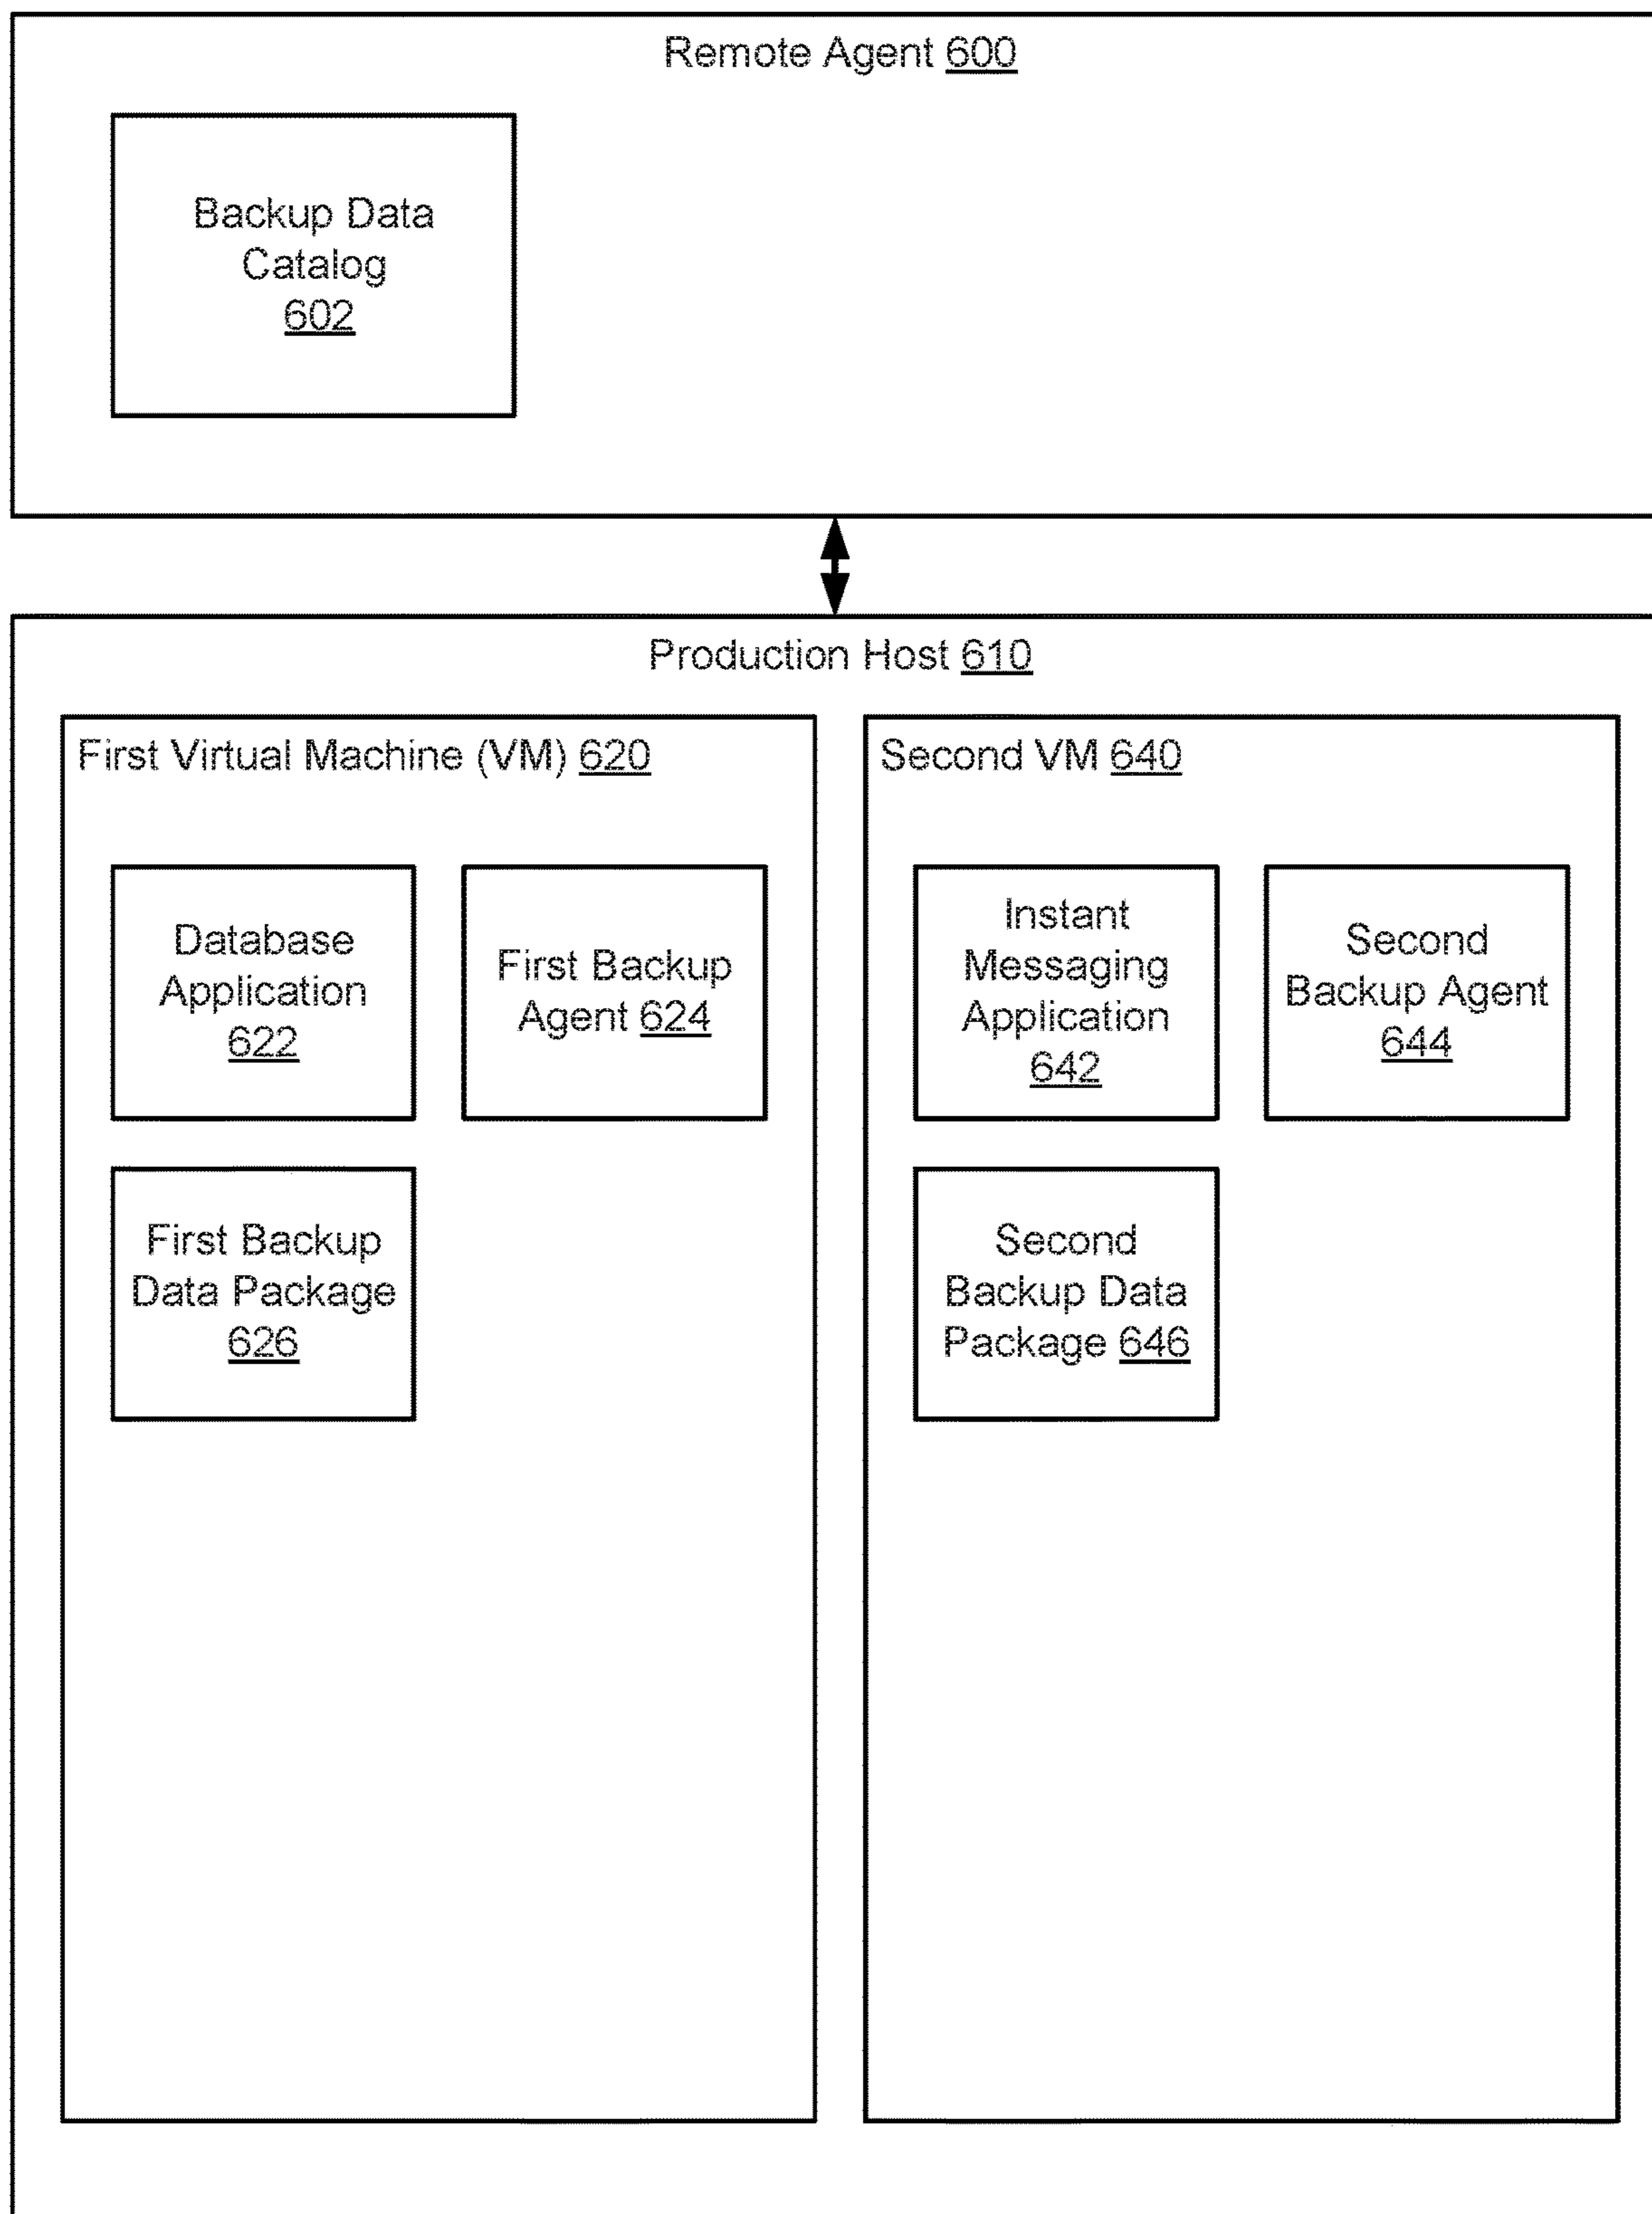 Remote Agent 600
Backup Data
Catalog
602
Production Host 610
First Virtual Machine (VM) 620
Database
Application
622
First Backup
Agent 624
First Backup
Data Package
626
Second VM 640
Instant
Messaging
Application
642
Second
Backup Agent
644
Second
Backup Data
Package 646